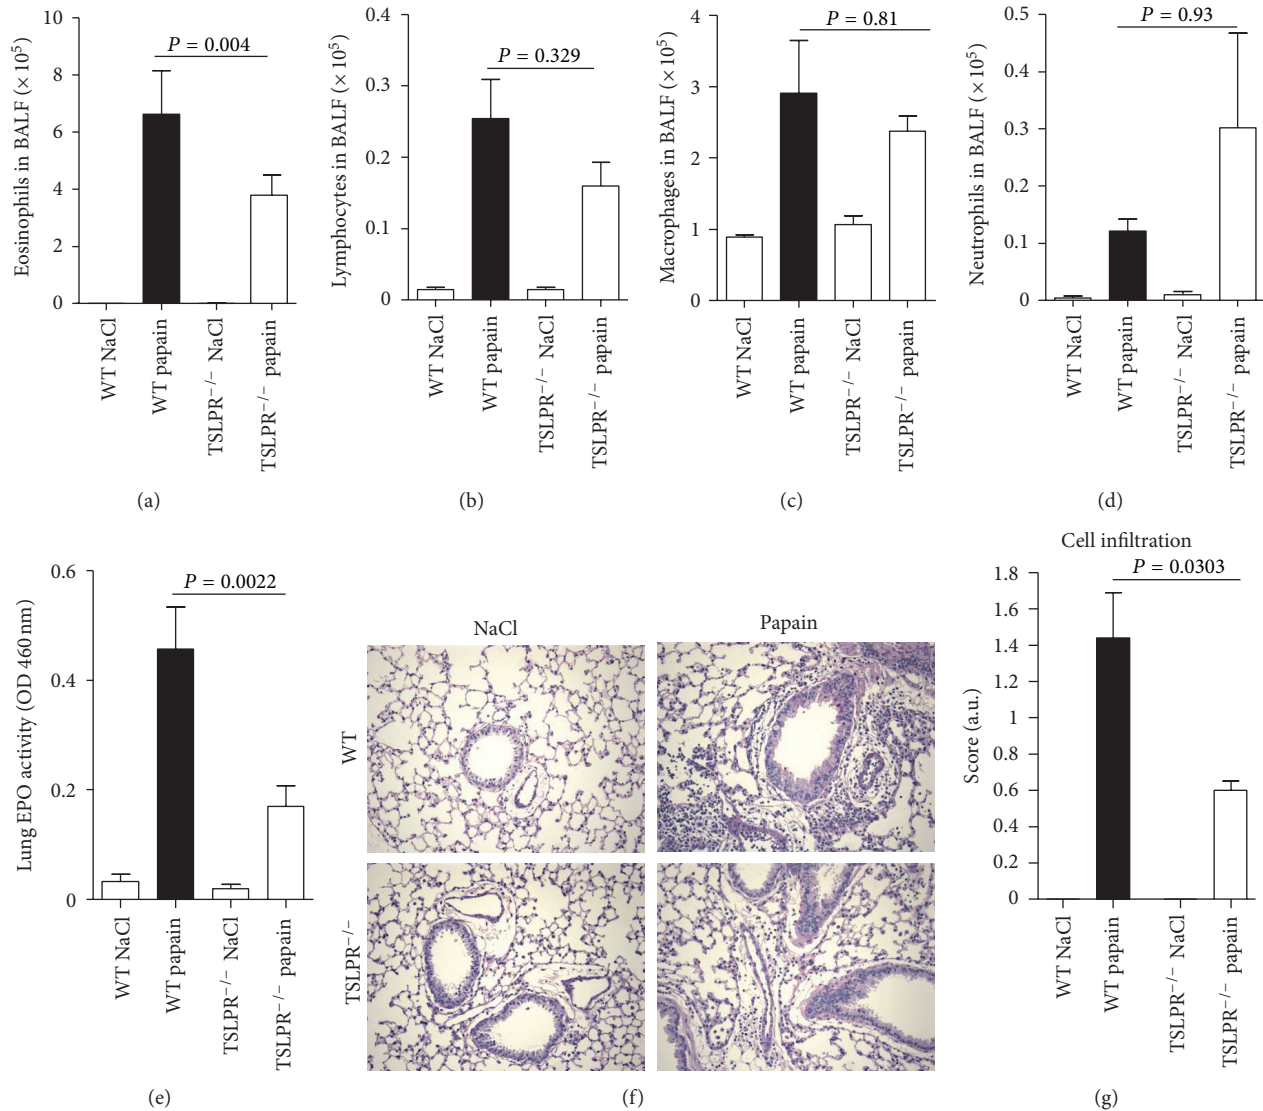 Eosinophils in BALF (× 10⁵)
10
8
6
4
2
0
P = 0.004
WT NaCl
WT papain
TSLPR⁻/⁻ NaCl
TSLPR⁻/⁻ papain
(a)
Lymphocytes in BALF (× 10⁵)
0.4
0.3
0.2
0.1
0
P = 0.329
WT NaCl
WT papain
TSLPR⁻/⁻ NaCl
TSLPR⁻/⁻ papain
(b)
Macrophages in BALF (× 10⁵)
4
3
2
1
0
P = 0.81
WT NaCl
WT papain
TSLPR⁻/⁻ NaCl
TSLPR⁻/⁻ papain
(c)
Neutrophils in BALF (× 10⁵)
0.5
0.4
0.3
0.2
0.1
0
P = 0.93
WT NaCl
WT papain
TSLPR⁻/⁻ NaCl
TSLPR⁻/⁻ papain
(d)
Lung EPO activity (OD 460 nm)
0.6
0.4
0.2
0
P = 0.0022
WT NaCl
WT papain
TSLPR⁻/⁻ NaCl
TSLPR⁻/⁻ papain
(e)
NaCl
Papain
WT
TSLPR⁻/⁻
(f)
Cell infiltration
Score (a.u.)
1.8
1.6
1.4
1.2
1
0.8
0.6
0.4
0.2
0
P = 0.0303
WT NaCl
WT papain
TSLPR⁻/⁻ NaCl
TSLPR⁻/⁻ papain
(g)